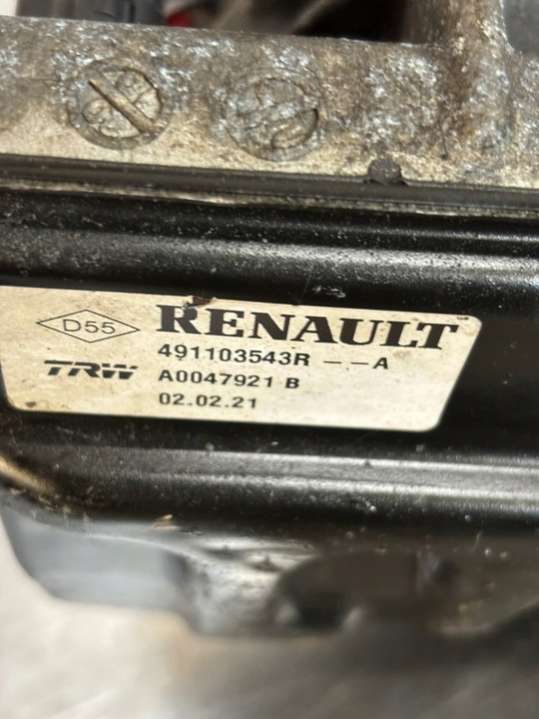 D55 RENAULT
491103543R -- A
TRW A0047921 B
02.02.21